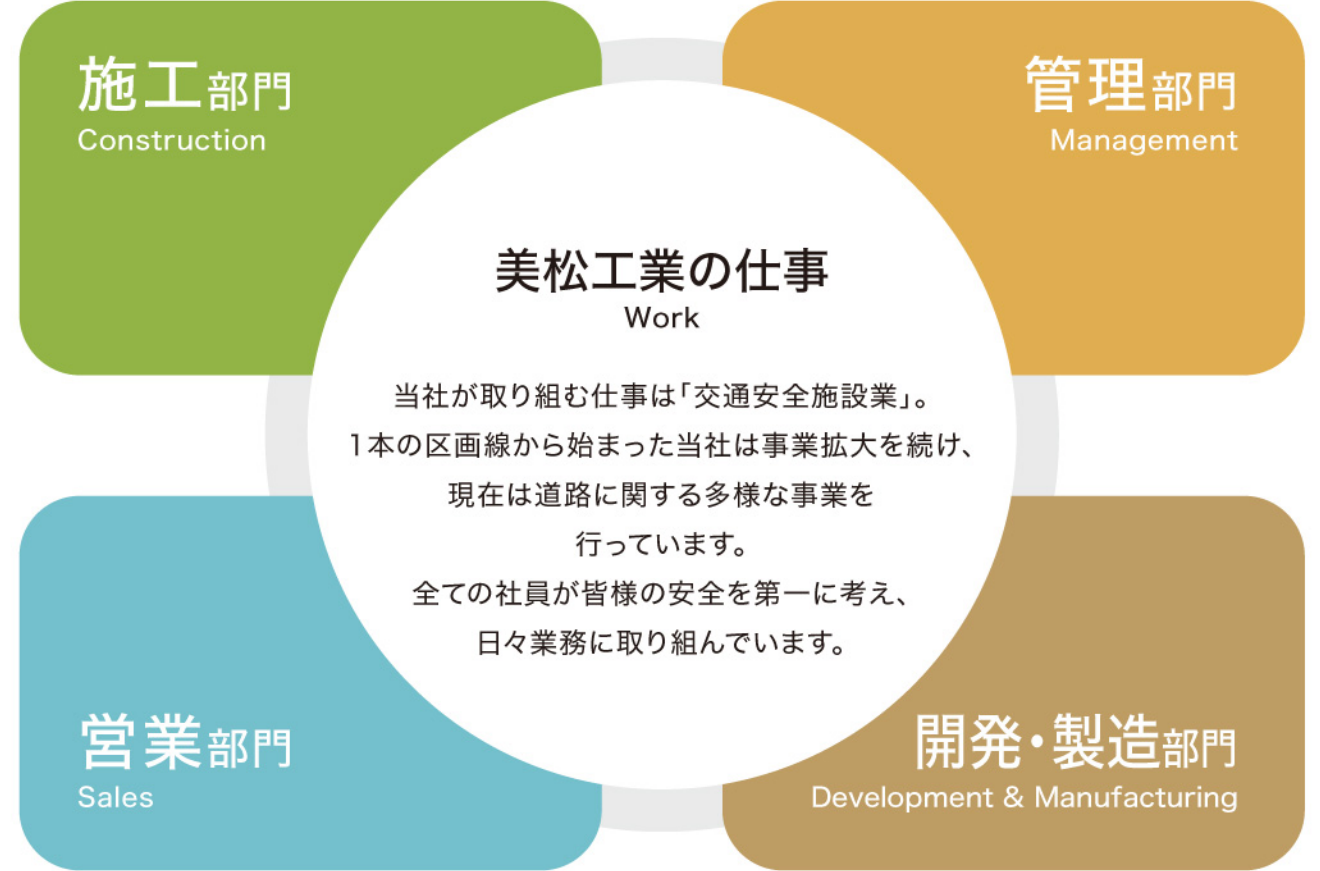 施工部門
Construction
管理部門
Management
美松工業の仕事
Work
当社が取り組む仕事は「交通安全施設業」。
1本の区画線から始まった当社は事業拡大を続け、
現在は道路に関する多様な事業を
行っています。
全ての社員が皆様の安全を第一に考え、
日々業務に取り組んでいます。
営業部門
Sales
開発・製造部門
Development & Manufacturing